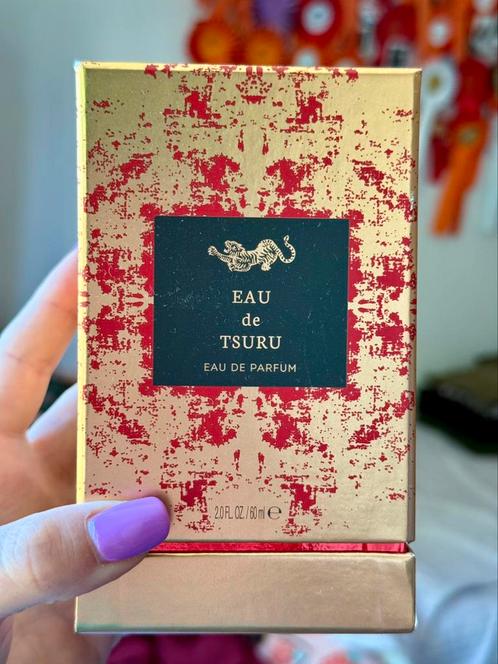 EAU
de
TSURU
EAU DE PARFUM
2.0 FL. OZ / 60 ml ℮